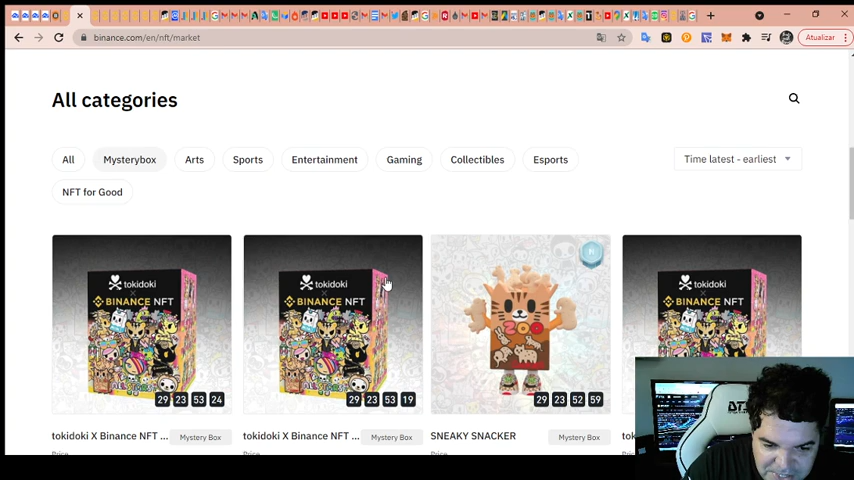 Atualizar
binance.com/en/nft/market
All categories
All Mysterybox Arts Sports Entertainment Gaming Collectibles Esports
Time latest - earliest
NFT for Good
tokidoki
BINANCE NFT
29 23 53 24
tokidoki
BINANCE NFT
29 23 53 19
ZOO
29 23 52 59
tokidoki
BINANCE NFT
tokidoki X Binance NFT ... Mystery Box
tokidoki X Binance NFT ... Mystery Box
SNEAKY SNACKER Mystery Box
Price
Price